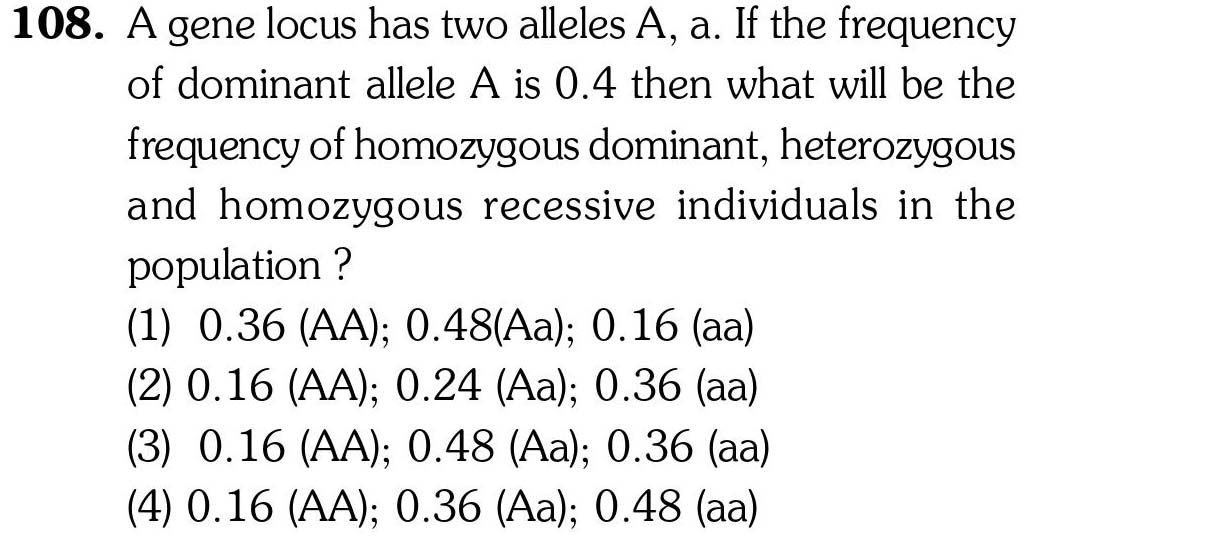 108. A gene locus has two alleles A, a. If the frequency
of dominant allele A is 0.4 then what will be the
frequency of homozygous dominant, heterozygous
and homozygous recessive individuals in the
population ?
(1) 0.36 (AA); 0.48(Aa); 0.16 (aa)
(2) 0.16 (AA); 0.24 (Aa); 0.36 (aa)
(3) 0.16 (AA); 0.48 (Aa); 0.36 (aa)
(4) 0.16 (AA); 0.36 (Aa); 0.48 (aa)